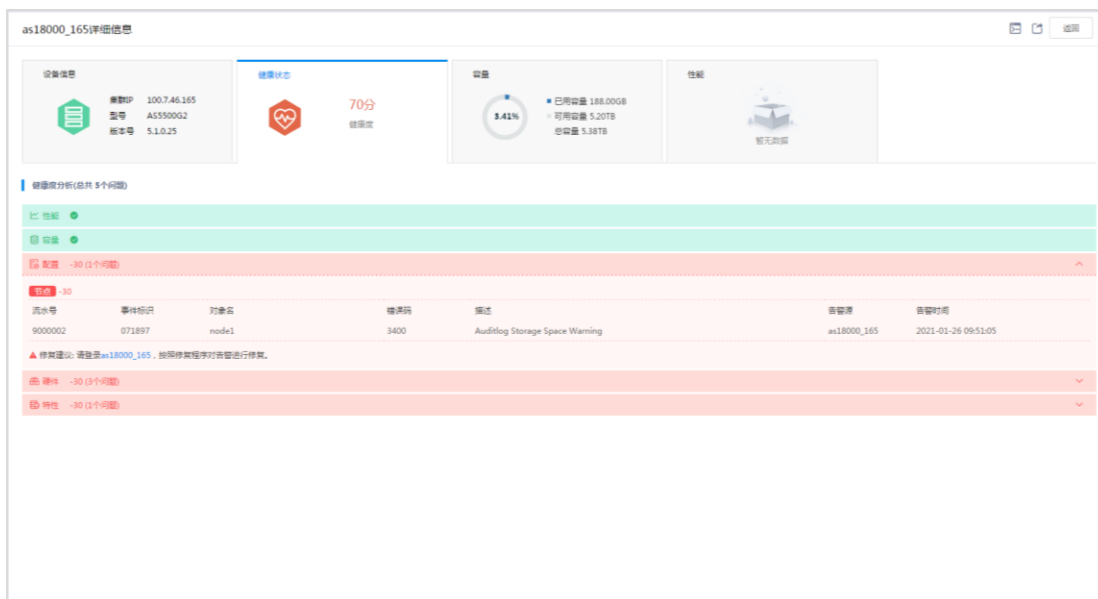 as18000_165详细信息
返回
设备信息
集群IP 100.7.46.165
型号 AS5500G2
版本号 5.1.0.25
健康状态
70分
健康度
容量
3.41%
已用容量 188.00GB
可用容量 5.20TB
总容量 5.38TB
性能
暂无数据
健康度分析(总共 5个问题)
性能
容量
配置 -30 (1个问题)
节点 -30
流水号 事件标识 对象名 错误码 描述 告警源 告警时间
9000002 071897 node1 3400 Auditlog Storage Space Warning as18000_165 2021-01-26 09:51:05
修复建议: 请登录as18000_165，按照修复程序对告警进行修复。
硬件 -30 (3个问题)
特性 -30 (1个问题)